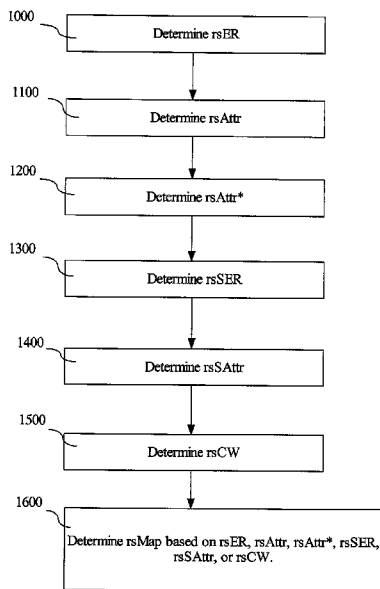 1000
Determine rsER
1100
Determine rsAttr
1200
Determine rsAttr*
1300
Determine rsSER
1400
Determine rsSAttr
1500
Determine rsCW
1600
Determine rsMap based on rsER, rsAttr, rsAttr*, rsSER,
rsSAttr, or rsCW.